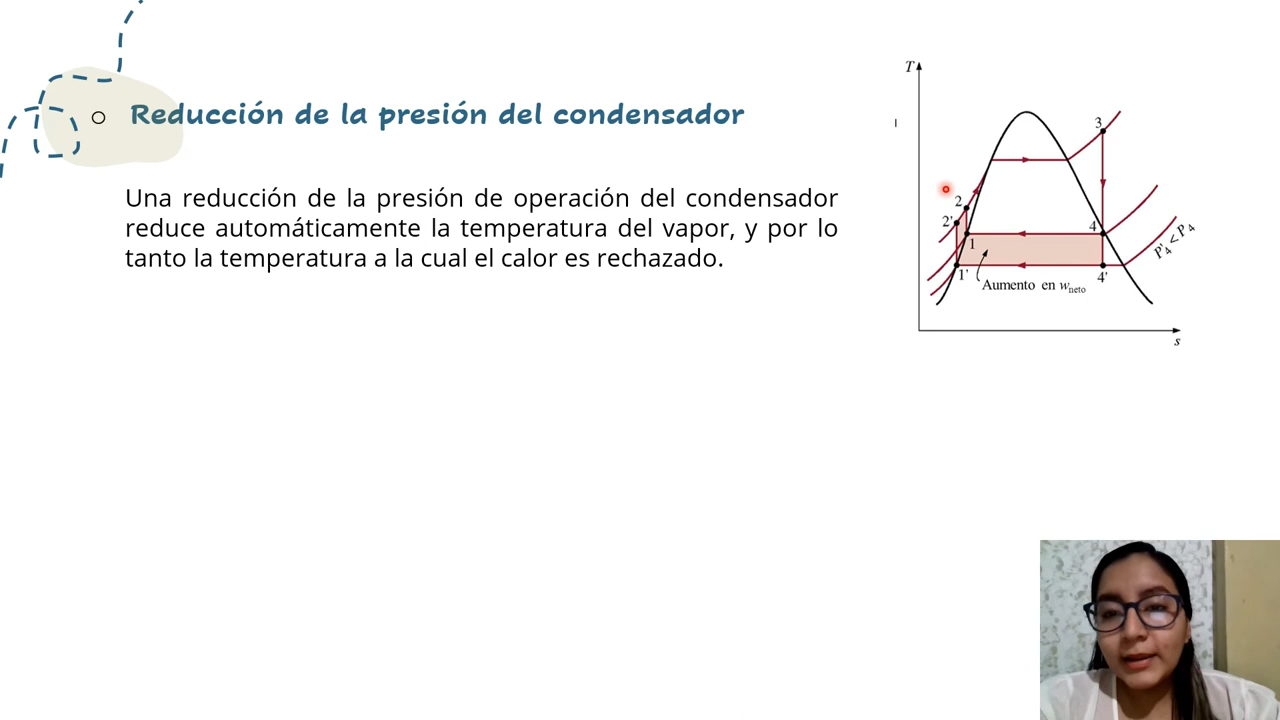 Reducción de la presión del condensador
Una reducción de la presión de operación del condensador
reduce automáticamente la temperatura del vapor, y por lo
tanto la temperatura a la cual el calor es rechazado.
T
3
2
2'
1
4
1'
4'
P'4 < P4
Aumento en wneto
s